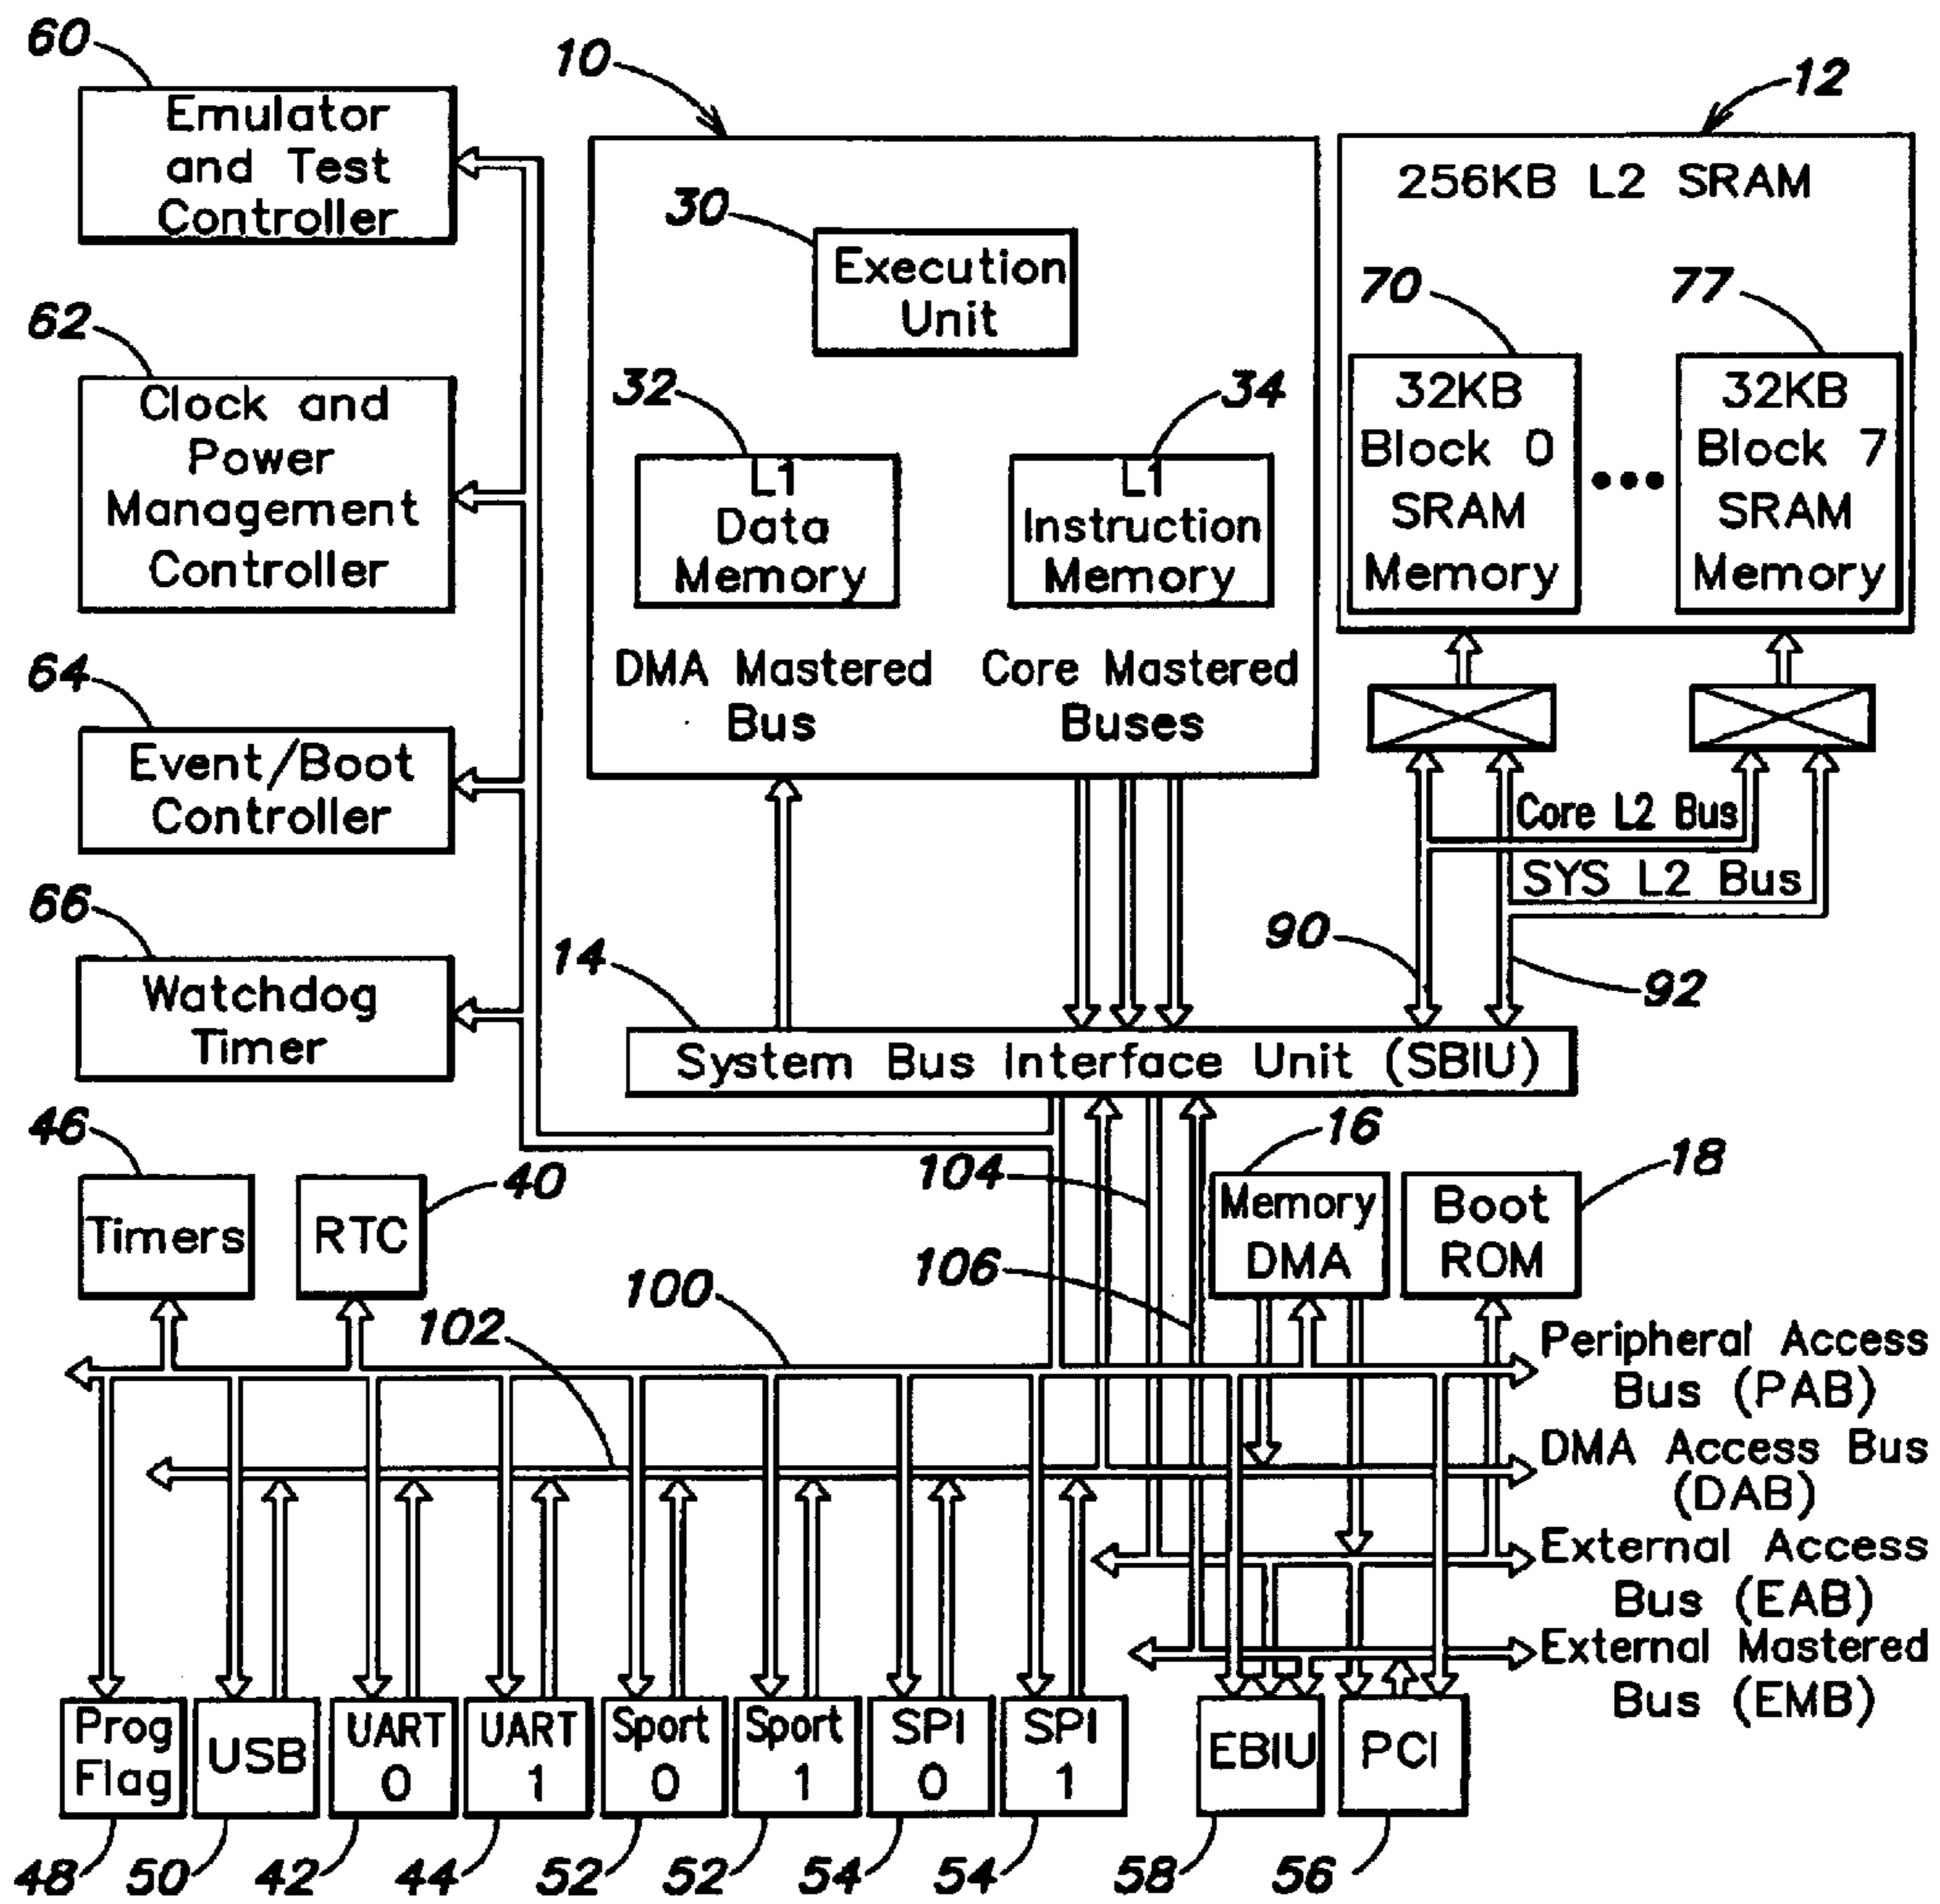 60
Emulator
and Test
Controller
62
Clock and
Power
Management
Controller
64
Event/Boot
Controller
66
Watchdog
Timer
10
30
Execution
Unit
32
L1
Data
Memory
34
L1
Instruction
Memory
DMA Mastered
Bus
Core Mastered
Buses
12
256KB L2 SRAM
70
32KB
Block 0
SRAM
Memory
77
32KB
Block 7
SRAM
Memory
Core L2 Bus
SYS L2 Bus
90
92
14
System Bus Interface Unit (SBIU)
46
Timers
40
RTC
104
106
16
Memory
DMA
18
Boot
ROM
100
102
Peripheral Access
Bus (PAB)
DMA Access Bus
(DAB)
External Access
Bus (EAB)
External Mastered
Bus (EMB)
Prog
Flag
USB
UART
0
UART
1
Sport
0
Sport
1
SPI
0
SPI
1
EBIU
PCI
48
50
42
44
52
52
54
54
58
56